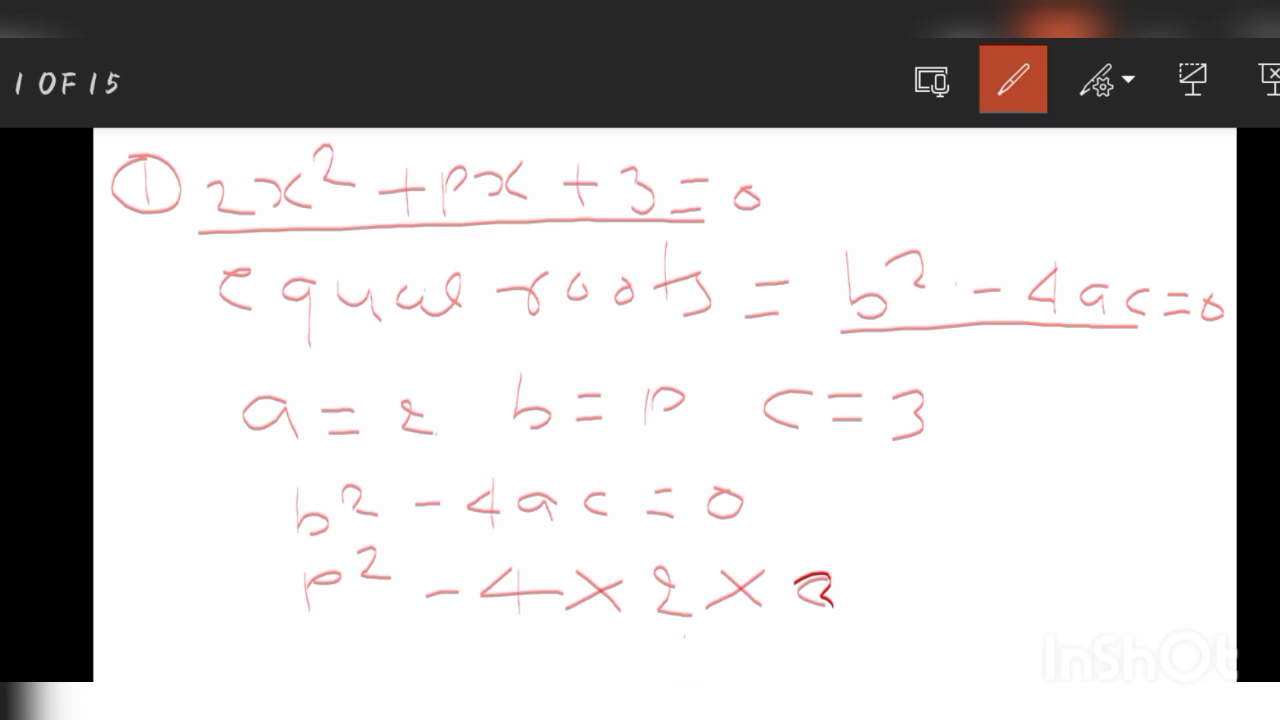 1 OF 15
① 2x² + px + 3 = 0
equal roots = b² - 4ac = 0
a = 2 b = p c = 3
b² - 4ac = 0
p² - 4 × 2 × 3
InShOt